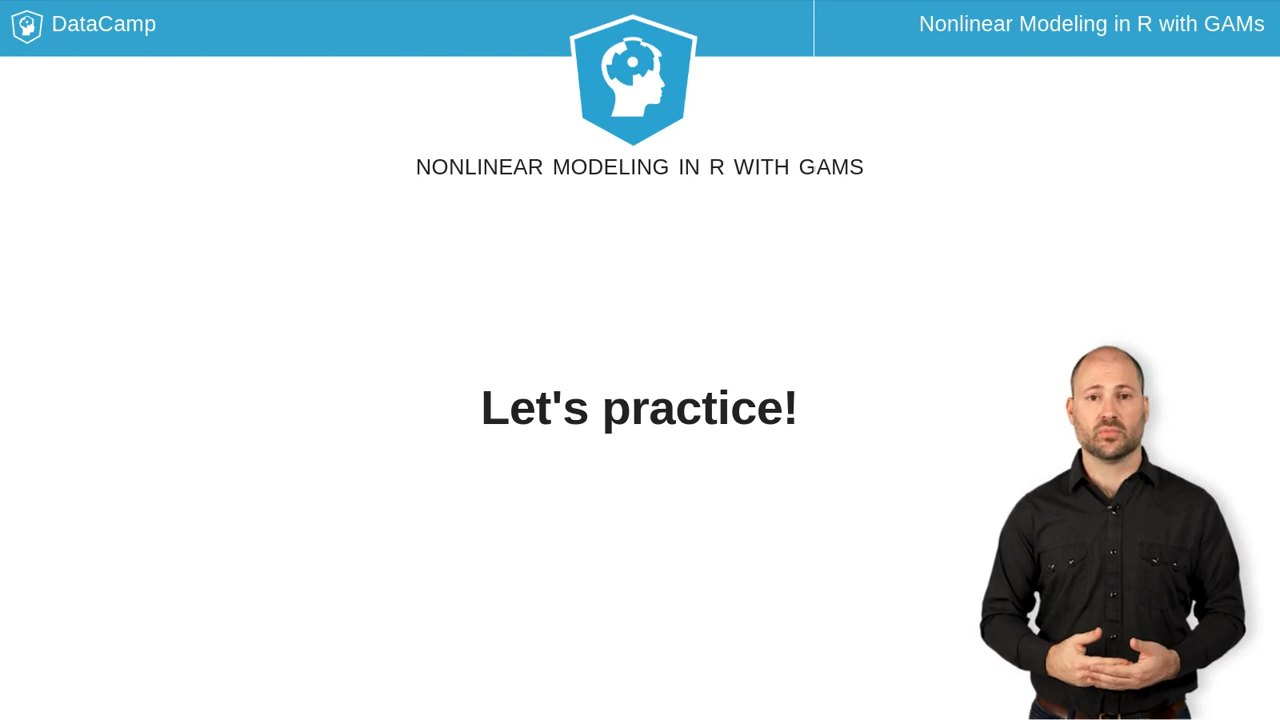 DataCamp
Nonlinear Modeling in R with GAMs
NONLINEAR MODELING IN R WITH GAMS
Let's practice!